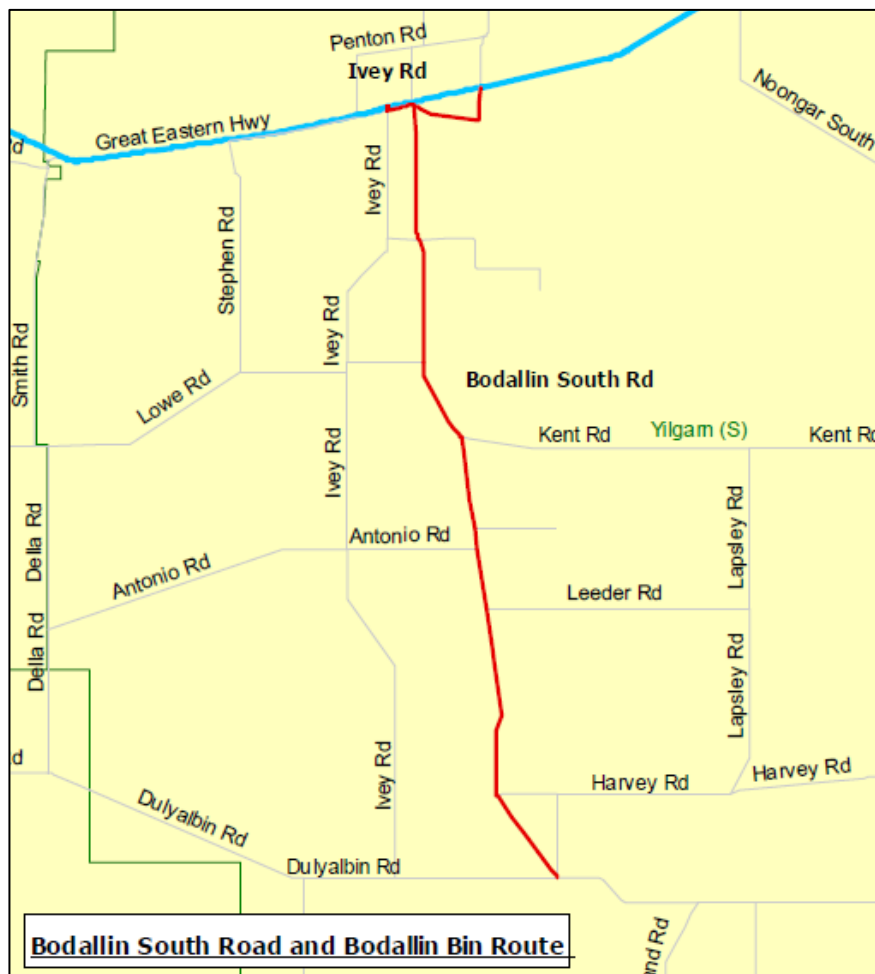 Penton Rd
Ivey Rd
Noongar South
Great Eastern Hwy
Rd
Ivey Rd
Stephen Rd
Ivey Rd
Smith Rd
Bodallin South Rd
Lowe Rd
Kent Rd
Yilgarn (S)
Kent Rd
Ivey Rd
Lapsley Rd
Della Rd
Antonio Rd
Antonio Rd
Leeder Rd
Della Rd
Lapsley Rd
Ivey Rd
Harvey Rd
Harvey Rd
Dulyalbin Rd
Dulyalbin Rd
Bodallin South Road and Bodallin Bin Route